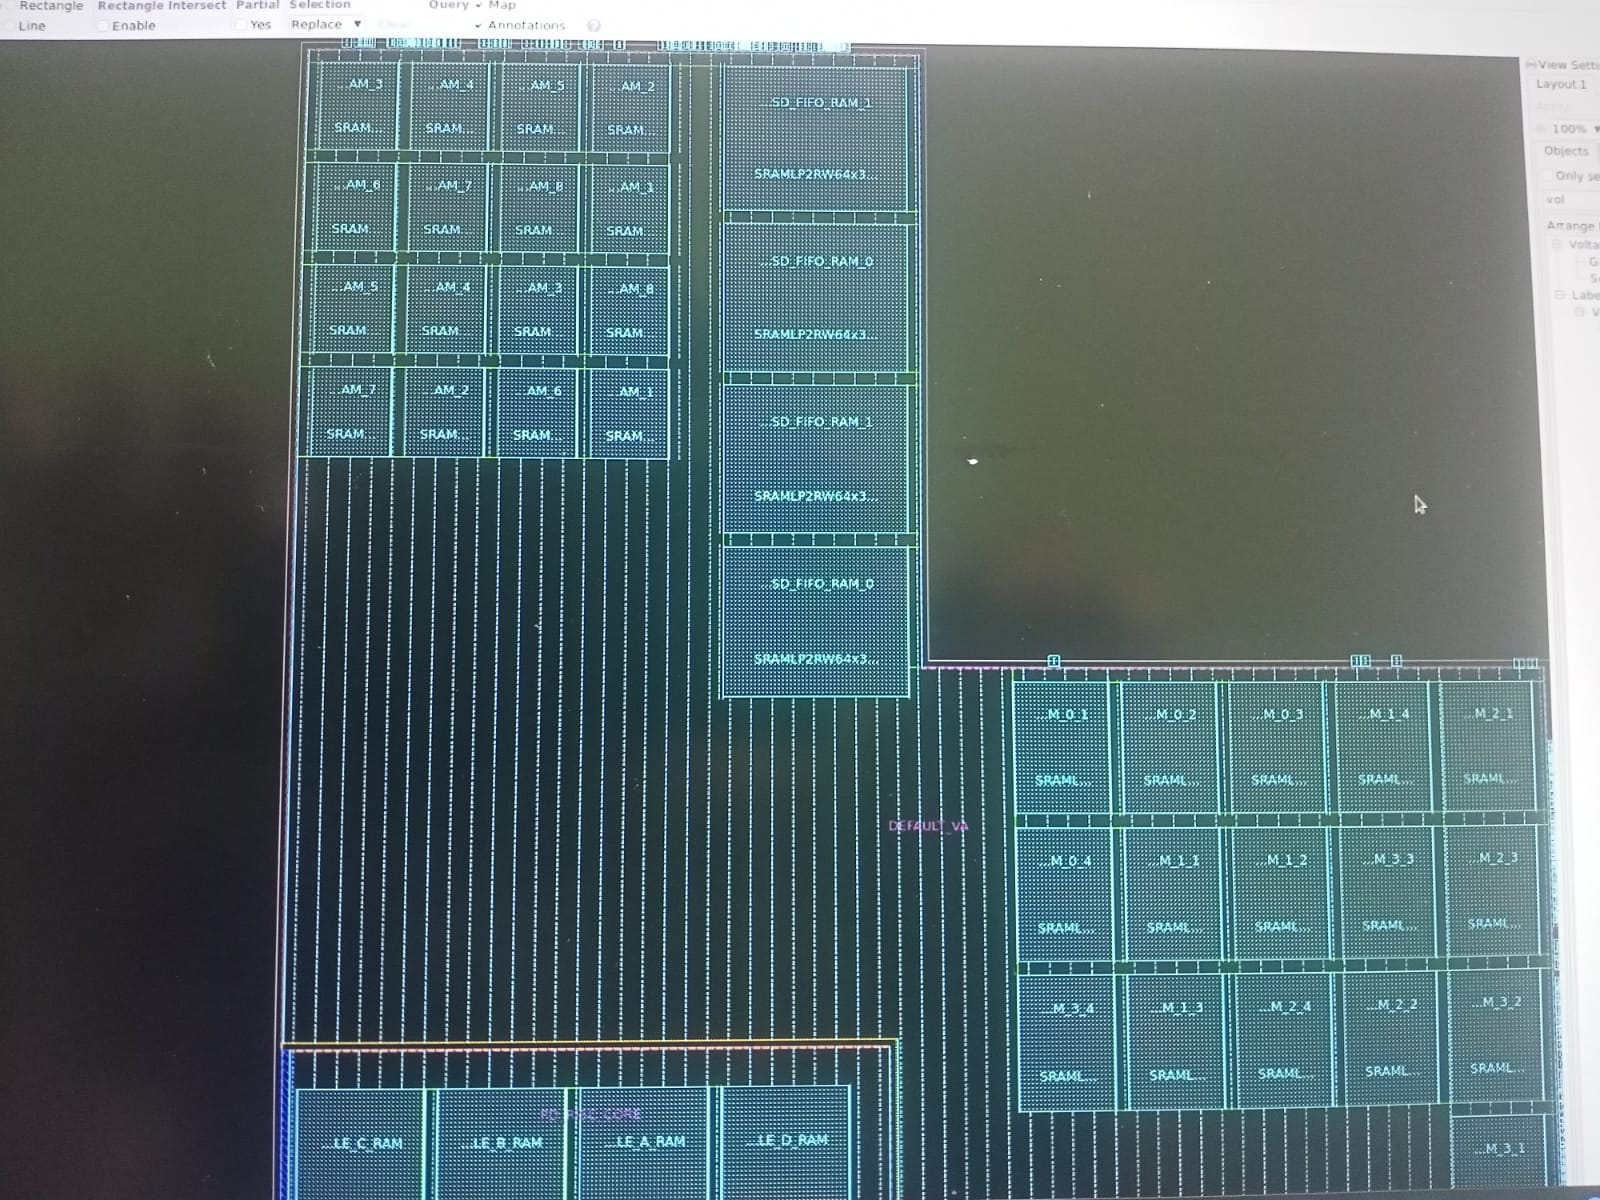 Rectangle Rectangle Intersect Partial Selection Query Map
Line Enable Yes Replace Annotations
View Setti
Layout.1
100%
Objects
Only se
vol
Arrange
Volta
G
S
Labe
V
...AM_3 ...AM_4 ...AM_5 ...AM_2
SRAM... SRAM... SRAM... SRAM...
...AM_6 ...AM_7 ...AM_8 ...AM_1
SRAM SRAM SRAM SRAM
...AM_5 ...AM_4 ...AM_3 ...AM_8
SRAM SRAM SRAM SRAM
...AM_7 ...AM_2 ...AM_6 ...AM_1
SRAM... SRAM... SRAM... SRAM...
...SD_FIFO_RAM_1
SRAMLP2RW64x3...
...SD_FIFO_RAM_0
SRAMLP2RW64x3...
...SD_FIFO_RAM_1
SRAMLP2RW64x3...
...SD_FIFO_RAM_0
SRAMLP2RW64x3...
DEFAULT_VA
...M_0_1 ...M_0_2 ...M_0_3 ...M_1_4 ...M_2_1
SRAML... SRAML... SRAML... SRAML... SRAML...
...M_0_4 ...M_1_1 ...M_1_2 ...M_3_3 ...M_2_3
SRAML... SRAML... SRAML... SRAML... SRAML...
...M_3_4 ...M_1_3 ...M_2_4 ...M_2_2 ...M_3_2
SRAML... SRAML... SRAML... SRAML... SRAML...
...M_3_1
PD_RISC_CORE
...LE_C_RAM ...LE_B_RAM ...LE_A_RAM ...LE_D_RAM